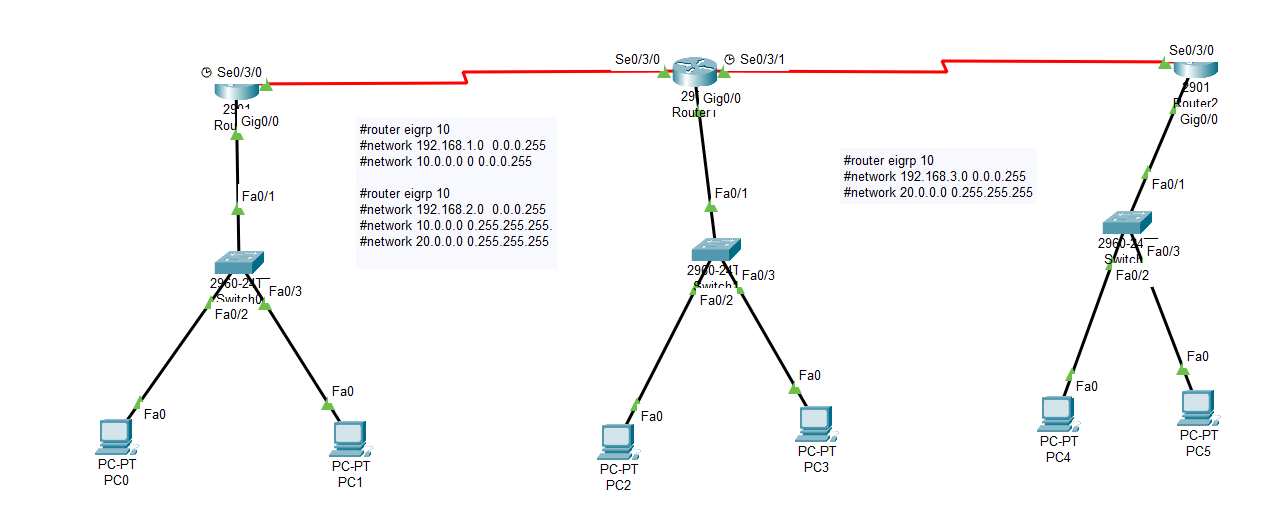 Se0/3/0
Gig0/0
Fa0/1
2960-24T
Switch0
Fa0/3
Fa0/2
Fa0
PC-PT
PC0
Fa0
PC-PT
PC1
#router eigrp 10
#network 192.168.1.0 0.0.0.255
#network 10.0.0.0 0 0.0.0.255
#router eigrp 10
#network 192.168.2.0 0.0.0.255
#network 10.0.0.0 0.255.255.255.
#network 20.0.0.0 0.255.255.255
Se0/3/0
Se0/3/1
Gig0/0
Router1
Fa0/1
2960-24T
Fa0/3
Fa0/2
Fa0
PC-PT
PC2
Fa0
PC-PT
PC3
#router eigrp 10
#network 192.168.3.0 0.0.0.255
#network 20.0.0.0 0.255.255.255
Se0/3/0
2901
Router2
Gig0/0
Fa0/1
2960-24
Switch
Fa0/3
Fa0/2
Fa0
PC-PT
PC4
Fa0
PC-PT
PC5